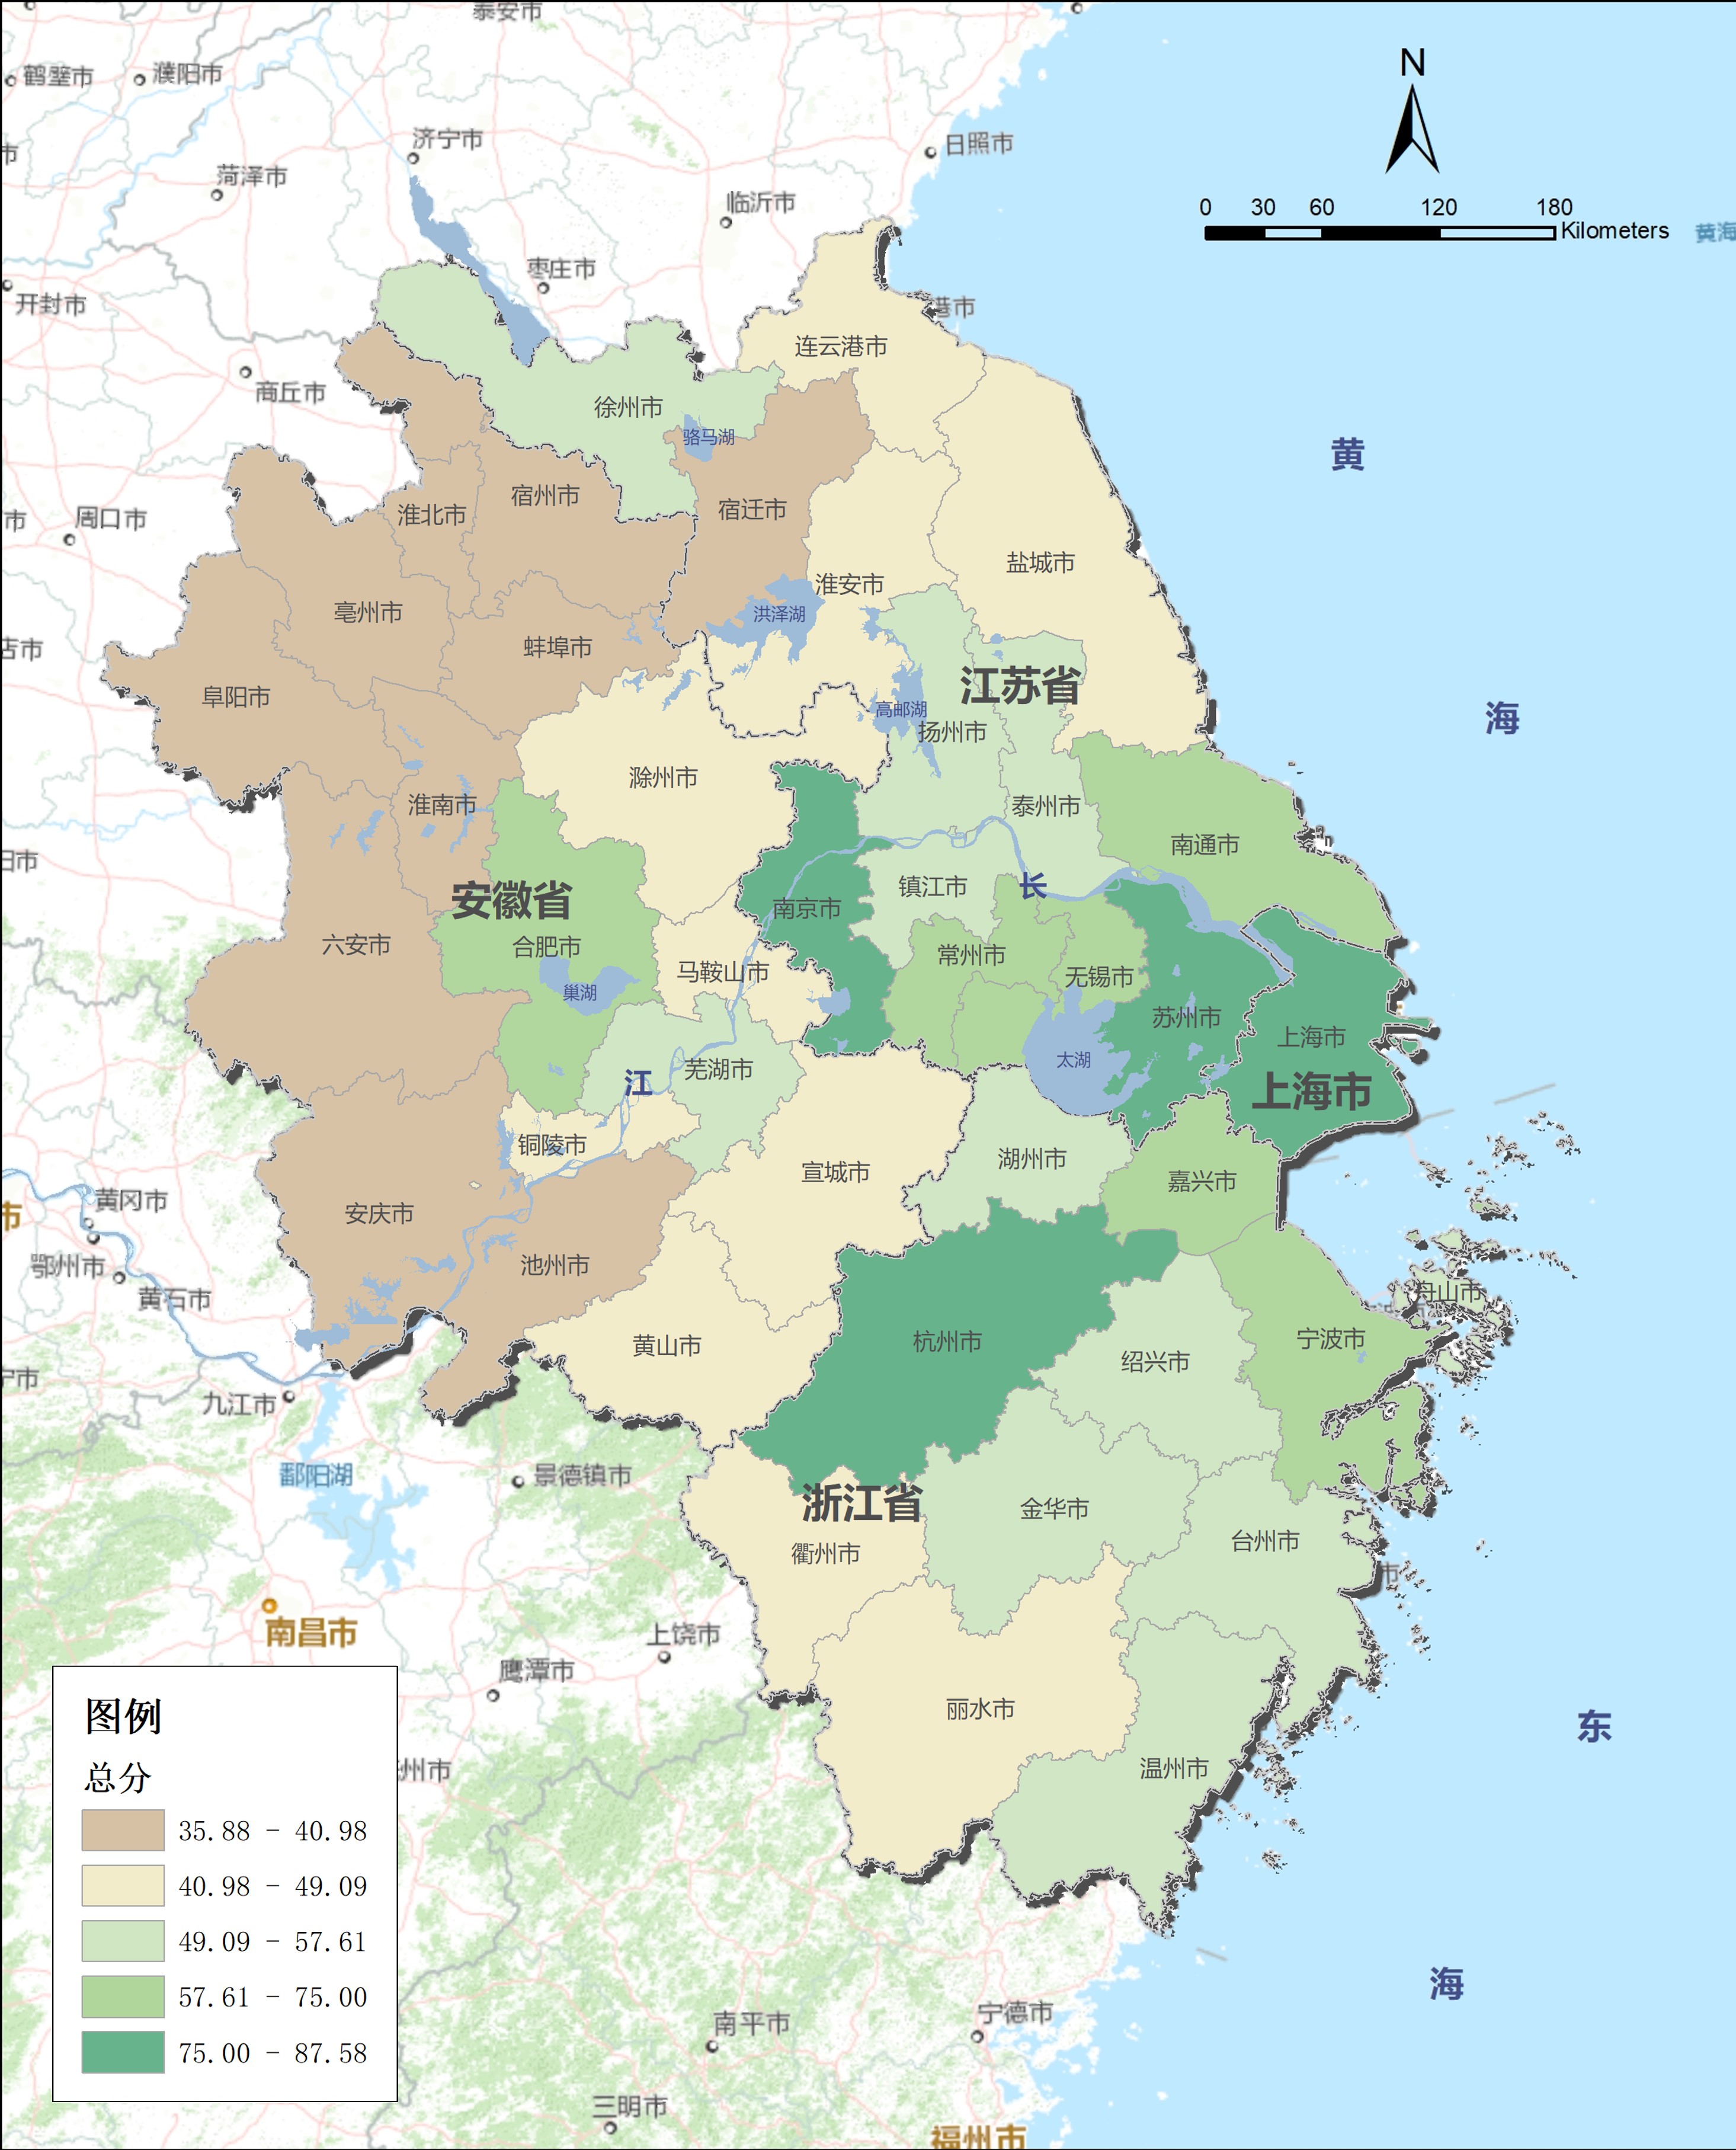 泰安市
鹤壁市
濮阳市
N
济宁市
日照市
市
菏泽市
临沂市
0 30 60 120 180
Kilometers
黄海
枣庄市
开封市
港市
连云港市
商丘市
徐州市
骆马湖
黄
宿州市
宿迁市
淮北市
市
周口市
盐城市
淮安市
亳州市
洪泽湖
蚌埠市
店市
江苏省
阜阳市
高邮湖
扬州市
海
滁州市
淮南市
泰州市
南通市
阳市
镇江市
长
安徽省
南京市
六安市
合肥市
常州市
马鞍山市
无锡市
巢湖
苏州市
上海市
太湖
芜湖市
江
上海市
铜陵市
湖州市
宣城市
嘉兴市
黄冈市
市
安庆市
鄂州市
池州市
黄石市
舟山市
宁波市
黄山市
杭州市
绍兴市
宁市
九江市
鄱阳湖
景德镇市
浙江省
金华市
台州市
衢州市
市
南昌市
上饶市
鹰潭市
丽水市
东
温州市
州市
图例
总分
35.88 - 40.98
40.98 - 49.09
49.09 - 57.61
57.61 - 75.00
75.00 - 87.58
海
宁德市
南平市
三明市
福州市